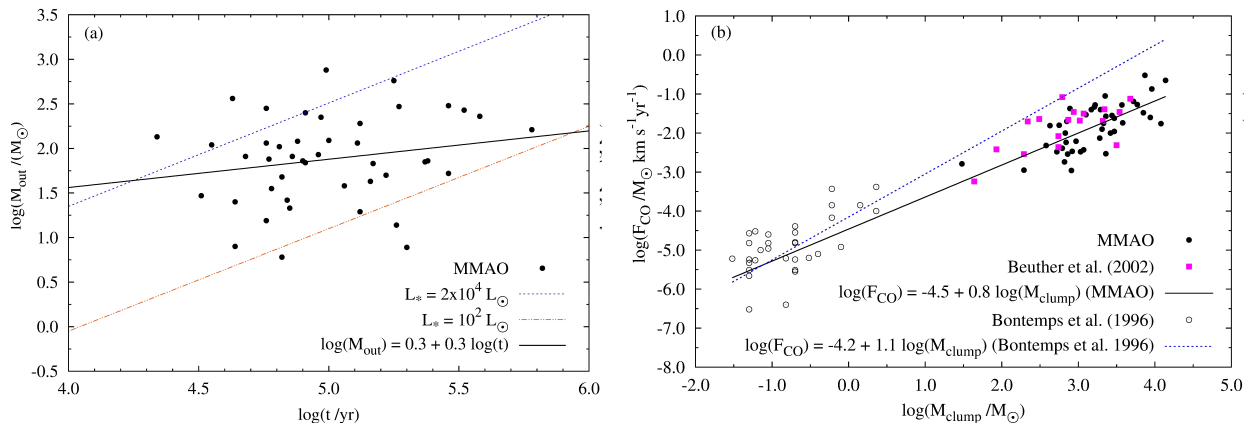 (a)
3.5
3.0
2.5
2.0
1.5
1.0
0.5
0.0
-0.5
log(M_out/(M_⊙)
4.0
4.5
5.0
5.5
6.0
log(t /yr)
MMAO
L_* = 2x10^4 L_⊙
L_* = 10^2 L_⊙
log(M_out) = 0.3 + 0.3 log(t)
(b)
1.0
0.0
-1.0
-2.0
-3.0
-4.0
-5.0
-6.0
-7.0
-8.0
log(F_CO /M_⊙ km s^-1 yr^-1)
-2.0
-1.0
0.0
1.0
2.0
3.0
4.0
5.0
log(M_clump /M_⊙)
MMAO
Beuther et al. (2002)
log(F_CO) = -4.5 + 0.8 log(M_clump) (MMAO)
Bontemps et al. (1996)
log(F_CO) = -4.2 + 1.1 log(M_clump) (Bontemps et al. 1996)